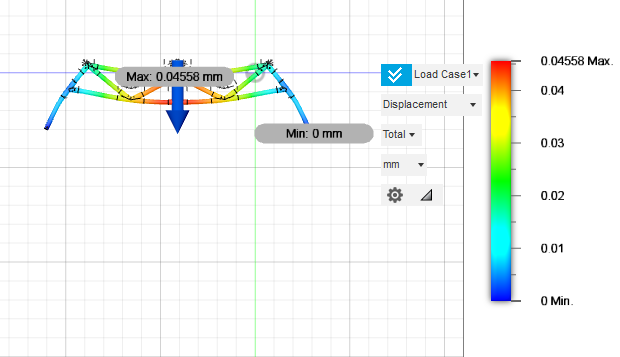 Max: 0.04558 mm
Min: 0 mm
Load Case1
Displacement
Total
mm
0.04558 Max.
0.04
0.03
0.02
0.01
0 Min.